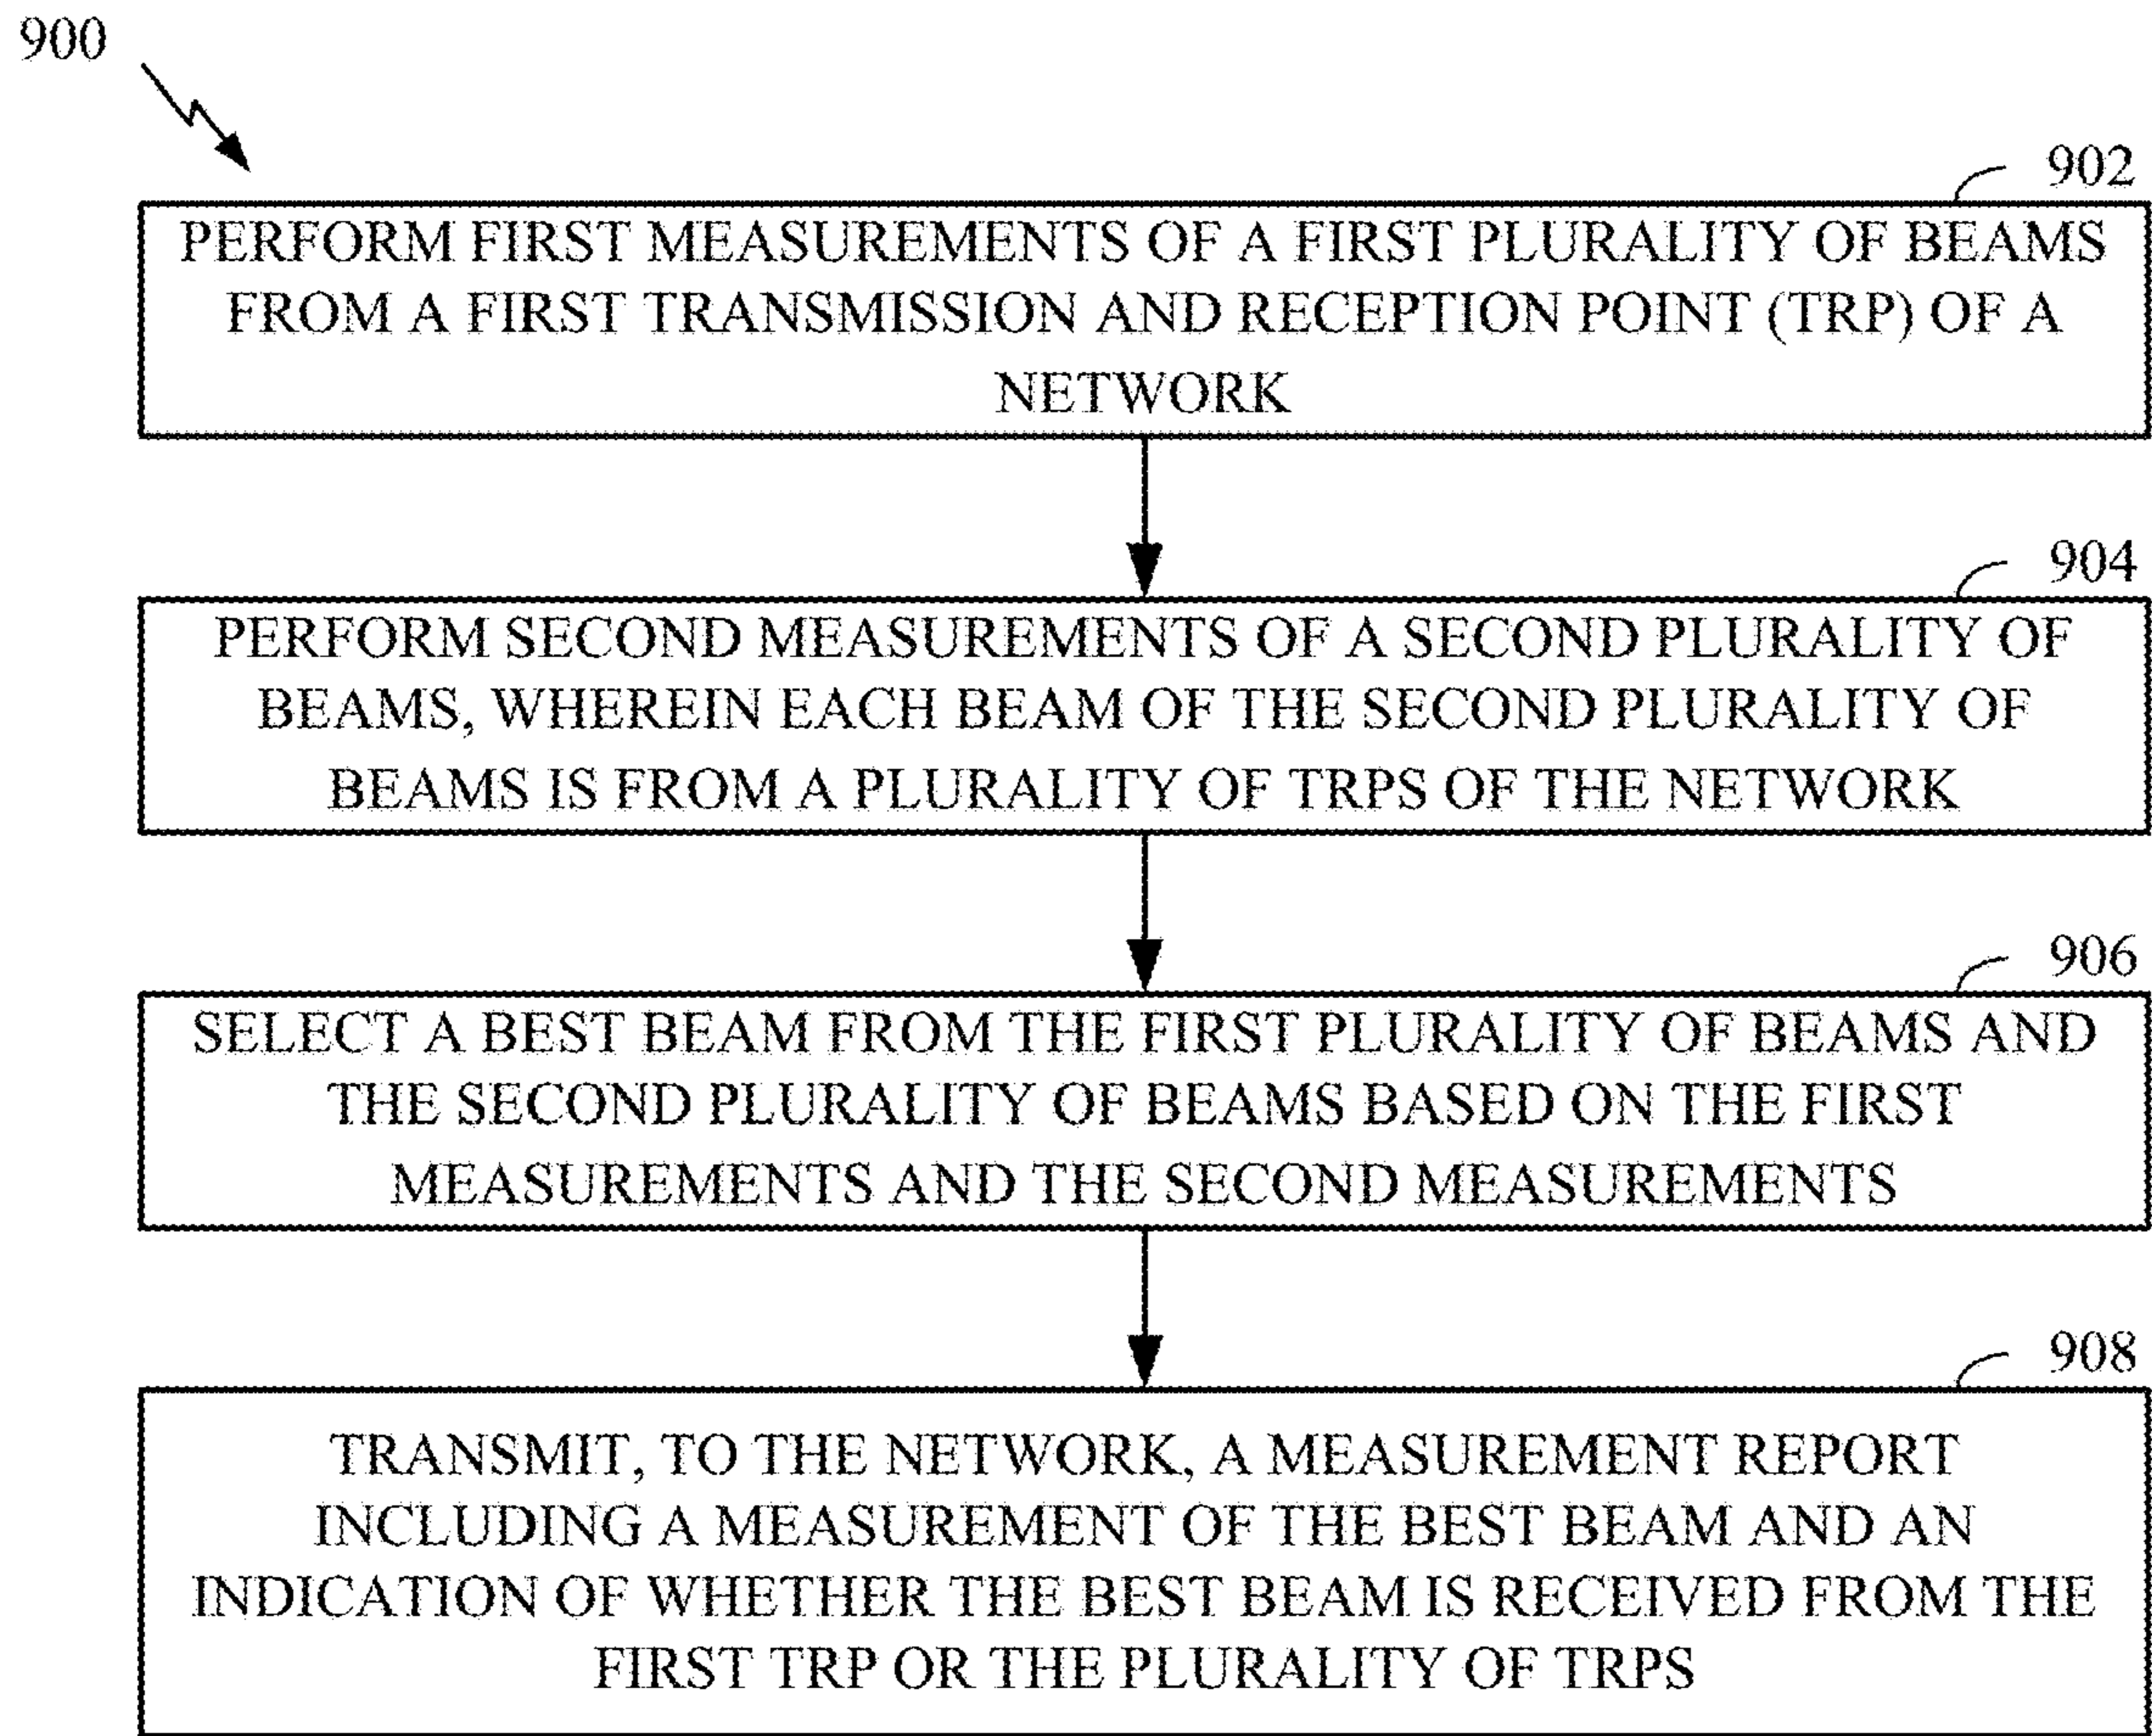 900
902
PERFORM FIRST MEASUREMENTS OF A FIRST PLURALITY OF BEAMS
FROM A FIRST TRANSMISSION AND RECEPTION POINT (TRP) OF A
NETWORK
904
PERFORM SECOND MEASUREMENTS OF A SECOND PLURALITY OF
BEAMS, WHEREIN EACH BEAM OF THE SECOND PLURALITY OF
BEAMS IS FROM A PLURALITY OF TRPS OF THE NETWORK
906
SELECT A BEST BEAM FROM THE FIRST PLURALITY OF BEAMS AND
THE SECOND PLURALITY OF BEAMS BASED ON THE FIRST
MEASUREMENTS AND THE SECOND MEASUREMENTS
908
TRANSMIT, TO THE NETWORK, A MEASUREMENT REPORT
INCLUDING A MEASUREMENT OF THE BEST BEAM AND AN
INDICATION OF WHETHER THE BEST BEAM IS RECEIVED FROM THE
FIRST TRP OR THE PLURALITY OF TRPS